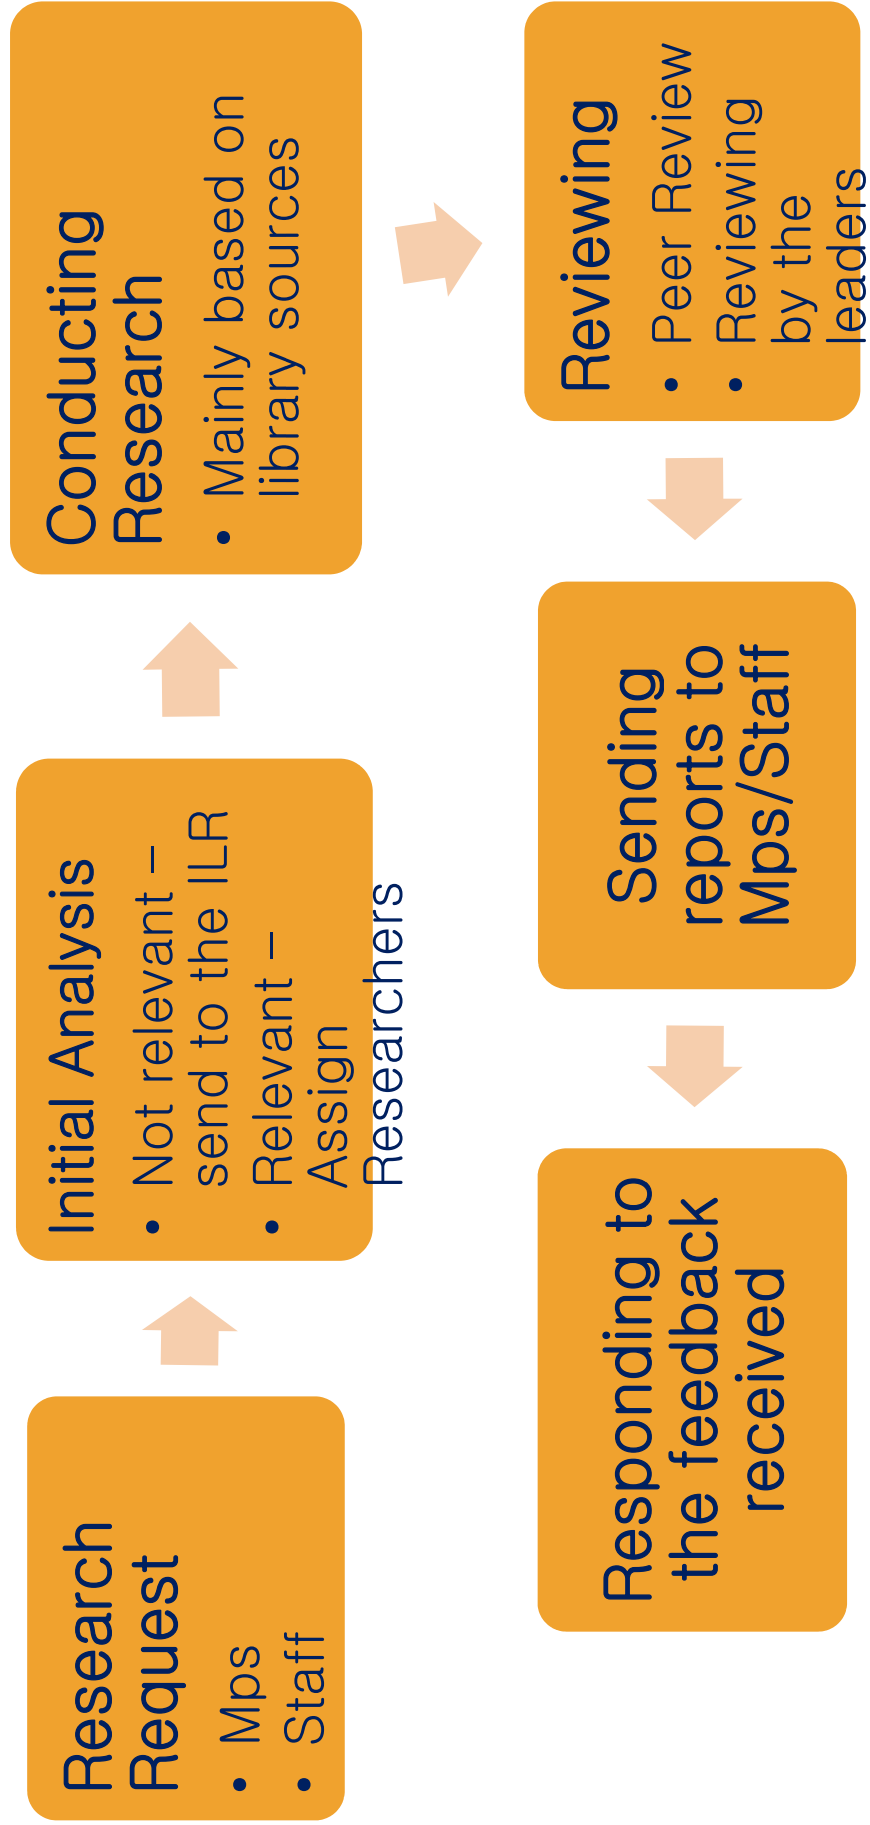 Research
Request
• Mps
• Staff
Initial Analysis
• Not relevant –
send to the ILR
• Relevant –
Assign
Researchers
Conducting
Research
• Mainly based on
library sources
Reviewing
• Peer Review
• Reviewing
by the
leaders
Sending
reports to
Mps/Staff
Responding to
the feedback
received